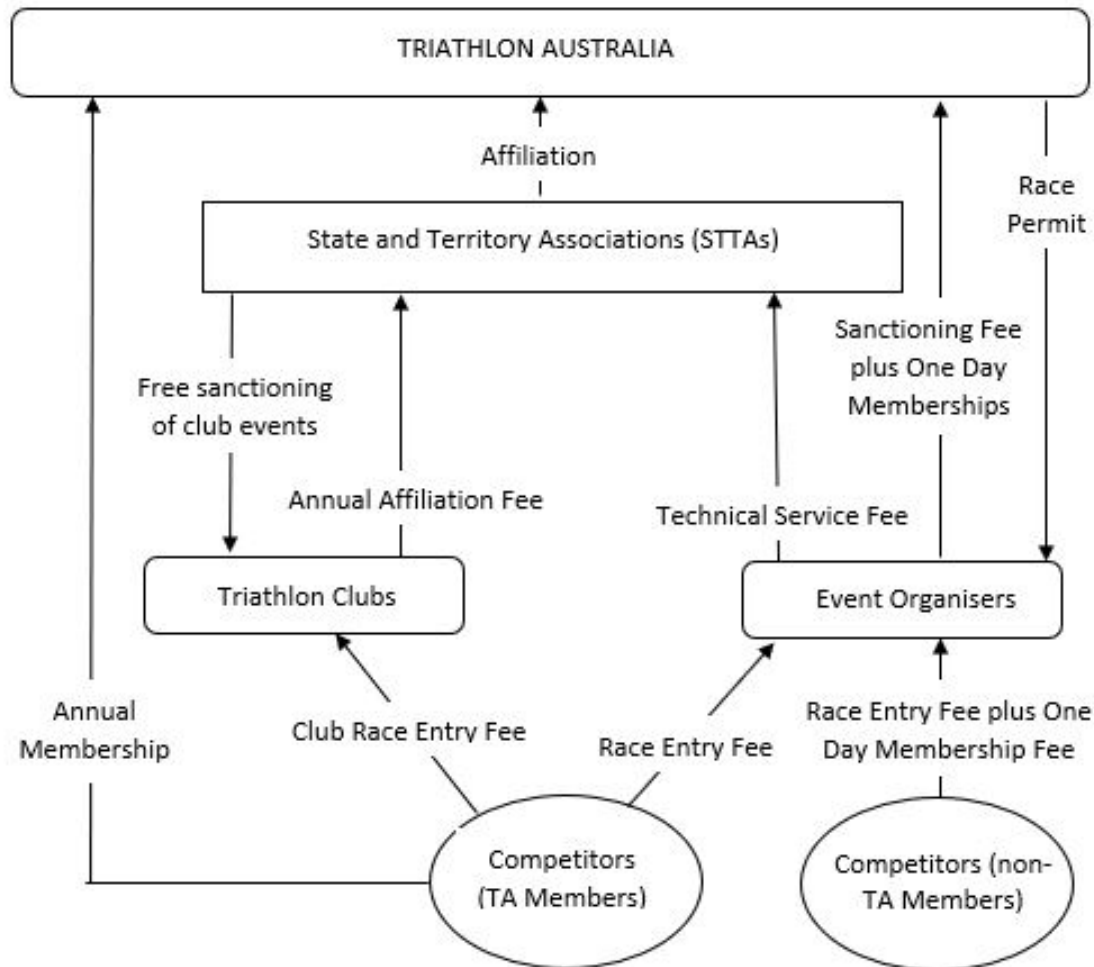 TRIATHLON AUSTRALIA
Affiliation
Race
Permit
State and Territory Associations (STTAs)
Sanctioning Fee
plus One Day
Memberships
Free sanctioning
of club events
Annual Affiliation Fee
Technical Service Fee
Triathlon Clubs
Event Organisers
Annual
Membership
Club Race Entry Fee
Race Entry Fee
Race Entry Fee plus One
Day Membership Fee
Competitors
(TA Members)
Competitors (non-
TA Members)